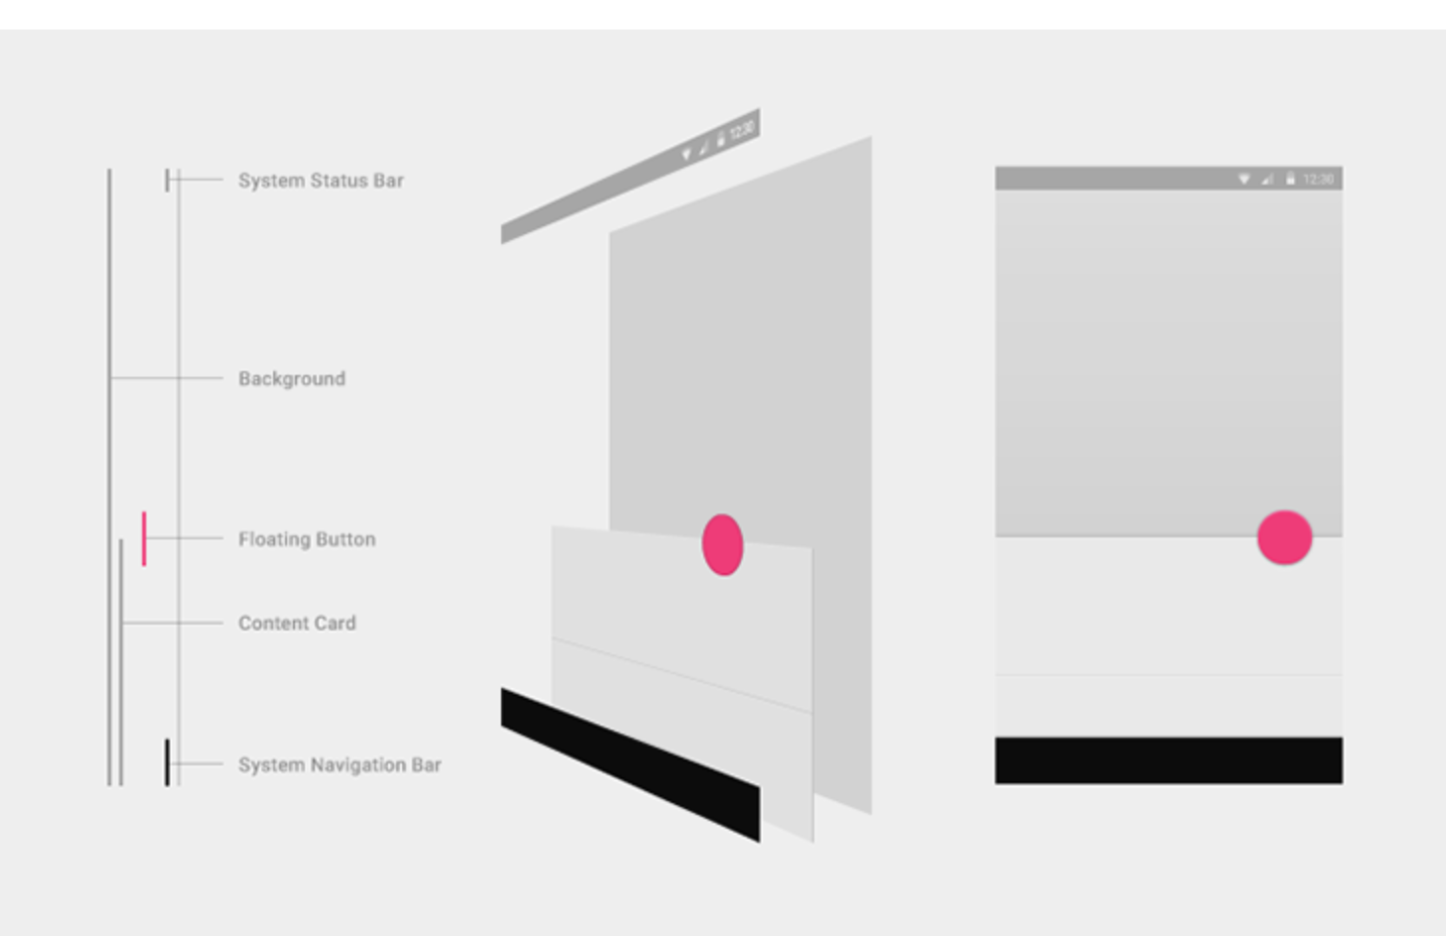 System Status Bar
Background
Floating Button
Content Card
System Navigation Bar
12:30
12:30